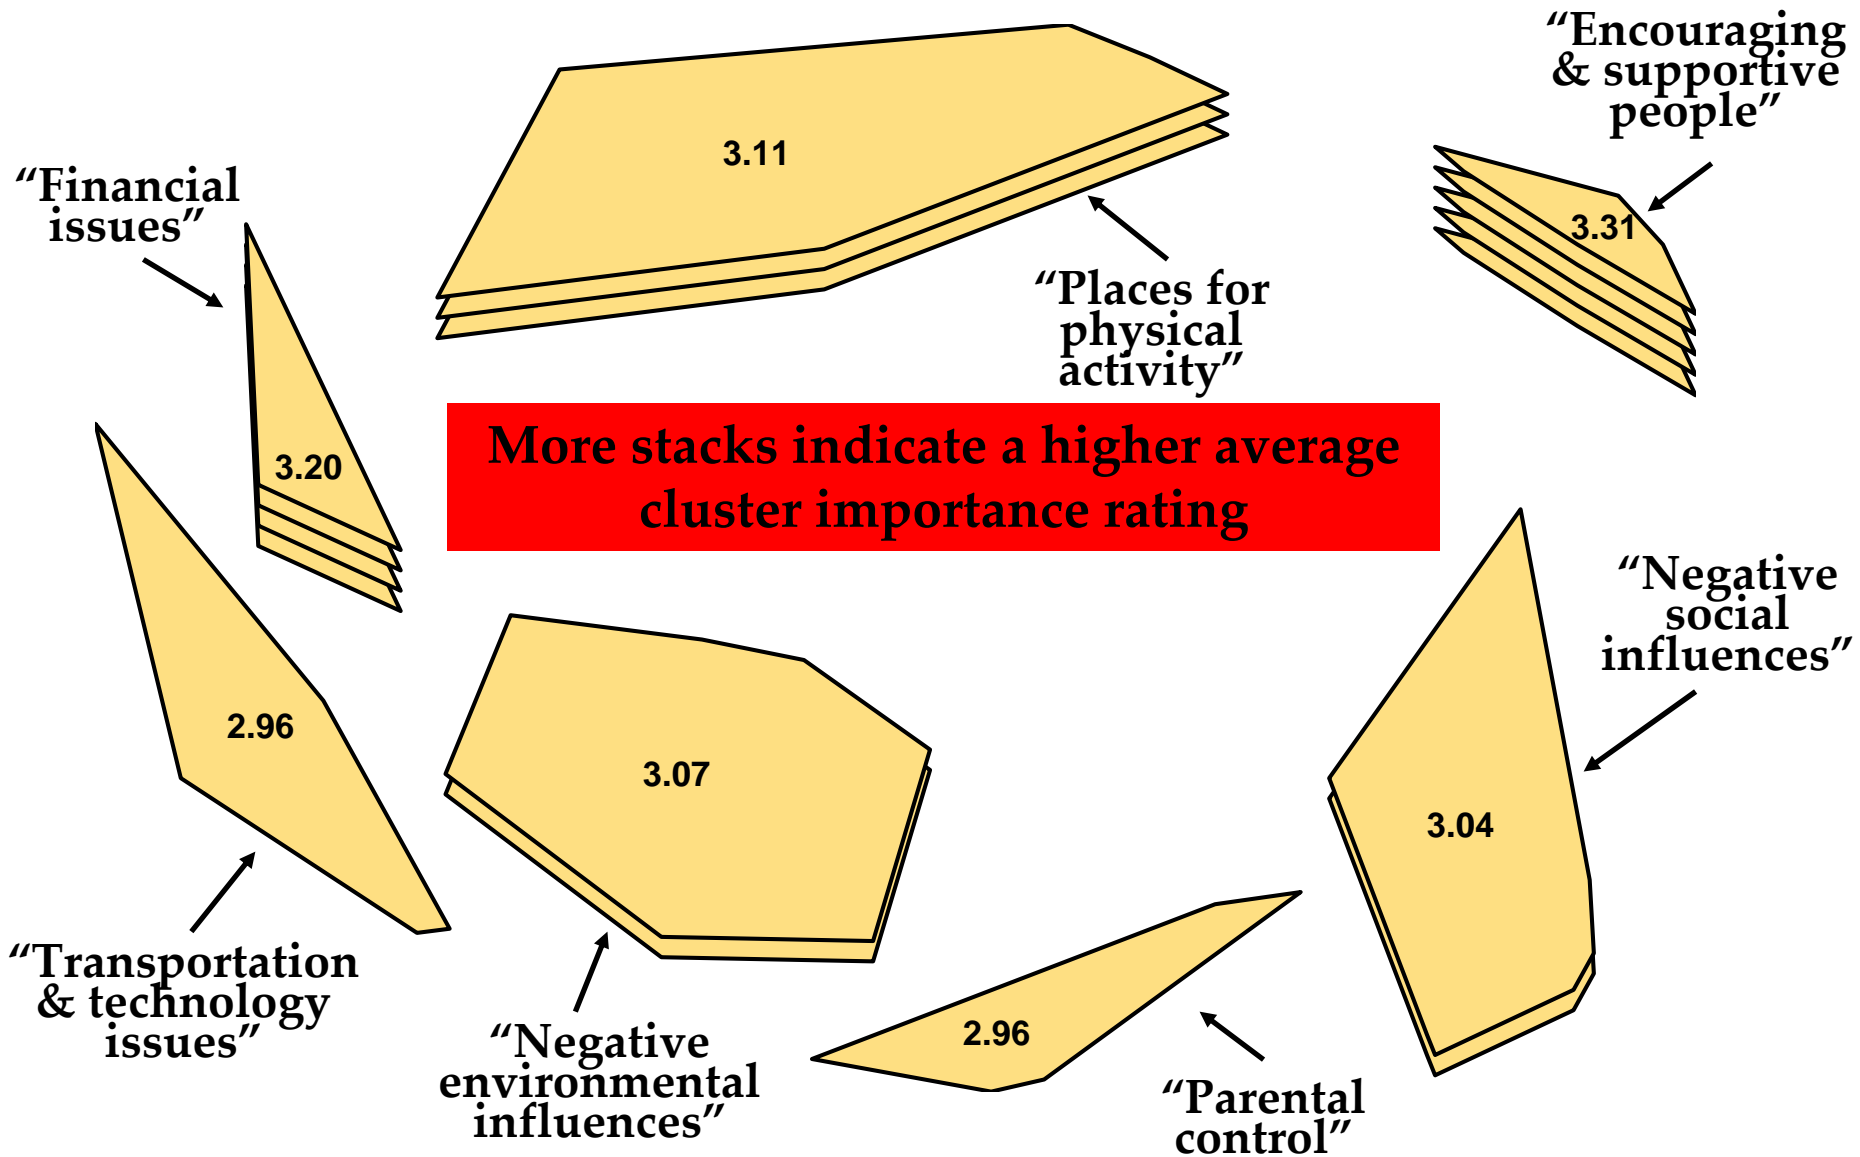 “Encouraging
& supportive
people”
3.11
3.31
“Financial
issues”
“Places for
physical
activity”
More stacks indicate a higher average
cluster importance rating
3.20
“Negative
social
influences”
2.96
3.07
3.04
“Transportation
& technology
issues”
“Negative
environmental
influences”
2.96
“Parental
control”